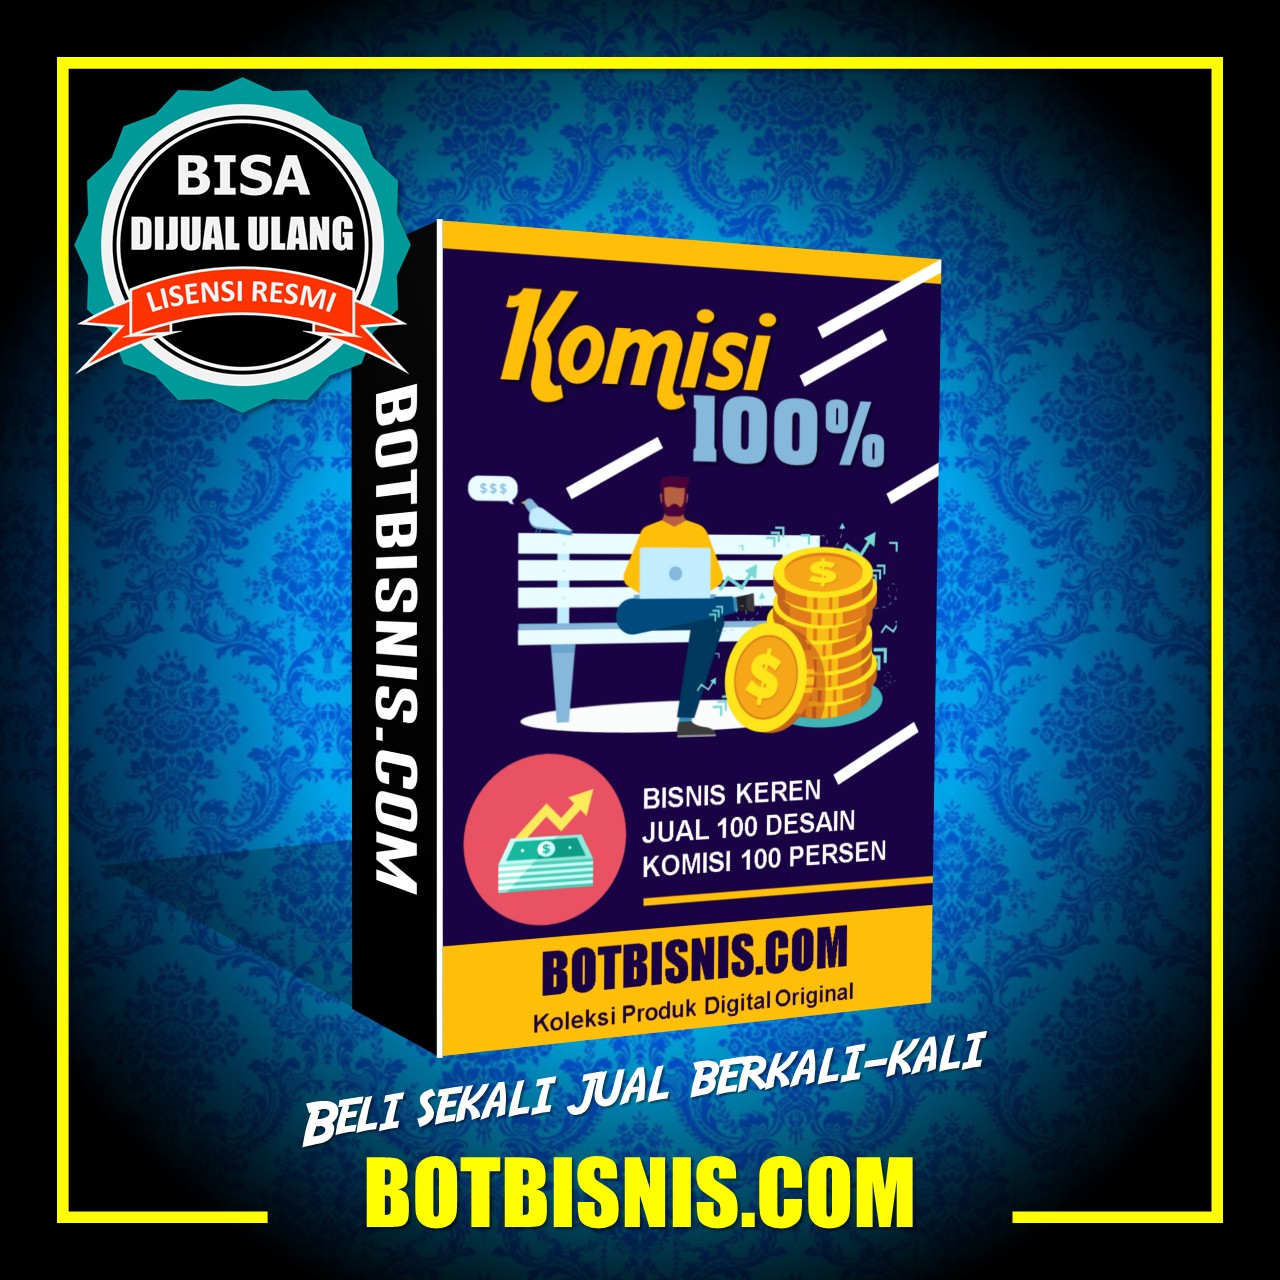 BISA
DIJUAL ULANG
LISENSI RESMI
BOTBISNIS.COM
Komisi
100%
$$$
$
$
BISNIS KEREN
JUAL 100 DESAIN
KOMISI 100 PERSEN
$
BOTBISNIS.COM
Koleksi Produk Digital Original
BELI SEKALI JUAL BERKALI-KALI
BOTBISNIS.COM